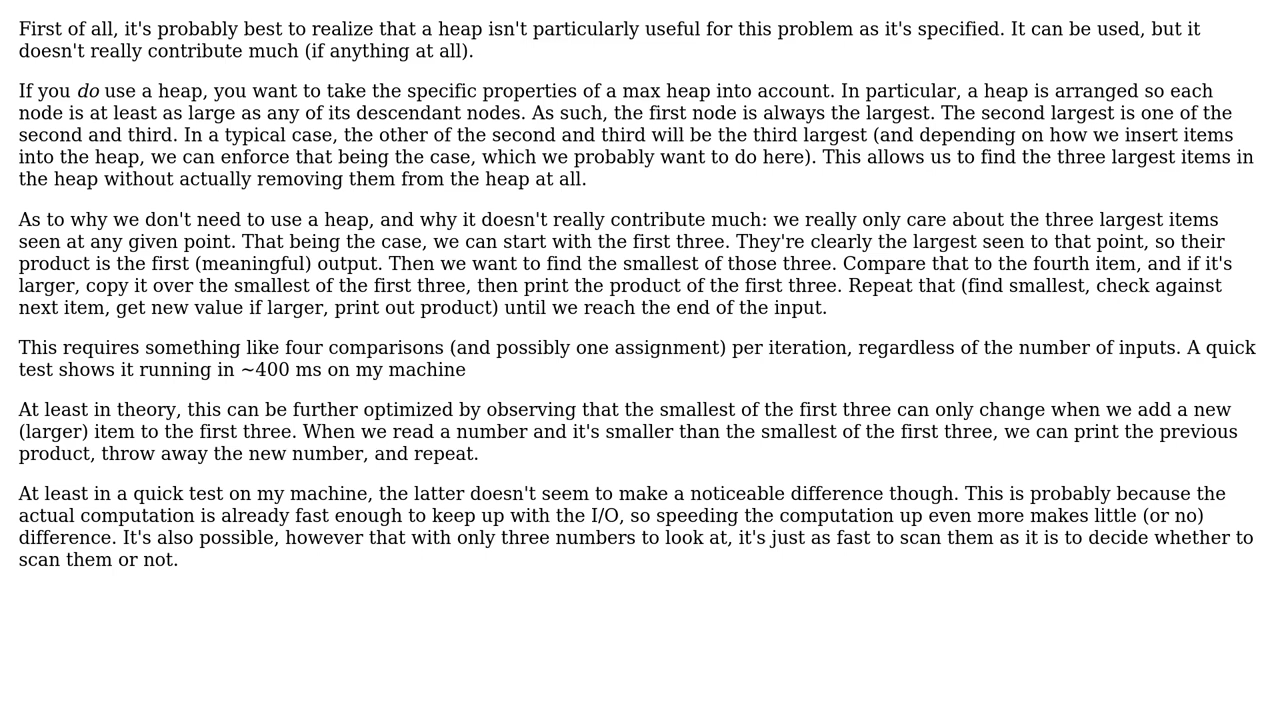 First of all, it's probably best to realize that a heap isn't particularly useful for this problem as it's specified. It can be used, but it
doesn't really contribute much (if anything at all).
If you do use a heap, you want to take the specific properties of a max heap into account. In particular, a heap is arranged so each
node is at least as large as any of its descendant nodes. As such, the first node is always the largest. The second largest is one of the
second and third. In a typical case, the other of the second and third will be the third largest (and depending on how we insert items
into the heap, we can enforce that being the case, which we probably want to do here). This allows us to find the three largest items in
the heap without actually removing them from the heap at all.
As to why we don't need to use a heap, and why it doesn't really contribute much: we really only care about the three largest items
seen at any given point. That being the case, we can start with the first three. They're clearly the largest seen to that point, so their
product is the first (meaningful) output. Then we want to find the smallest of those three. Compare that to the fourth item, and if it's
larger, copy it over the smallest of the first three, then print the product of the first three. Repeat that (find smallest, check against
next item, get new value if larger, print out product) until we reach the end of the input.
This requires something like four comparisons (and possibly one assignment) per iteration, regardless of the number of inputs. A quick
test shows it running in ~400 ms on my machine
At least in theory, this can be further optimized by observing that the smallest of the first three can only change when we add a new
(larger) item to the first three. When we read a number and it's smaller than the smallest of the first three, we can print the previous
product, throw away the new number, and repeat.
At least in a quick test on my machine, the latter doesn't seem to make a noticeable difference though. This is probably because the
actual computation is already fast enough to keep up with the I/O, so speeding the computation up even more makes little (or no)
difference. It's also possible, however that with only three numbers to look at, it's just as fast to scan them as it is to decide whether to
scan them or not.